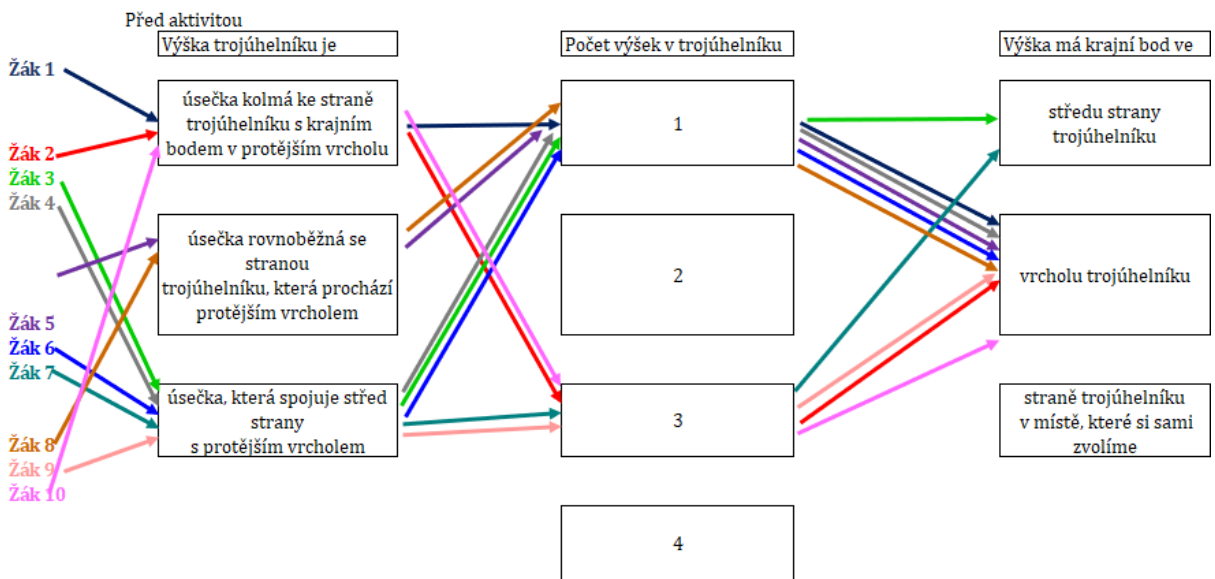 Před aktivitou
Výška trojúhelníku je
Počet výšek v trojúhelníku
Výška má krajní bod ve
Žák 1
Žák 2
Žák 3
Žák 4
Žák 5
Žák 6
Žák 7
Žák 8
Žák 9
Žák 10
úsečka kolmá ke straně
trojúhelníku s krajním
bodem v protějším vrcholu
úsečka rovnoběžná se
stranou
trojúhelníku, která prochází
protějším vrcholem
úsečka, která spojuje střed
strany
s protějším vrcholem
1
2
3
4
středu strany
trojúhelníku
vrcholu trojúhelníku
straně trojúhelníku
v místě, které si sami
zvolíme